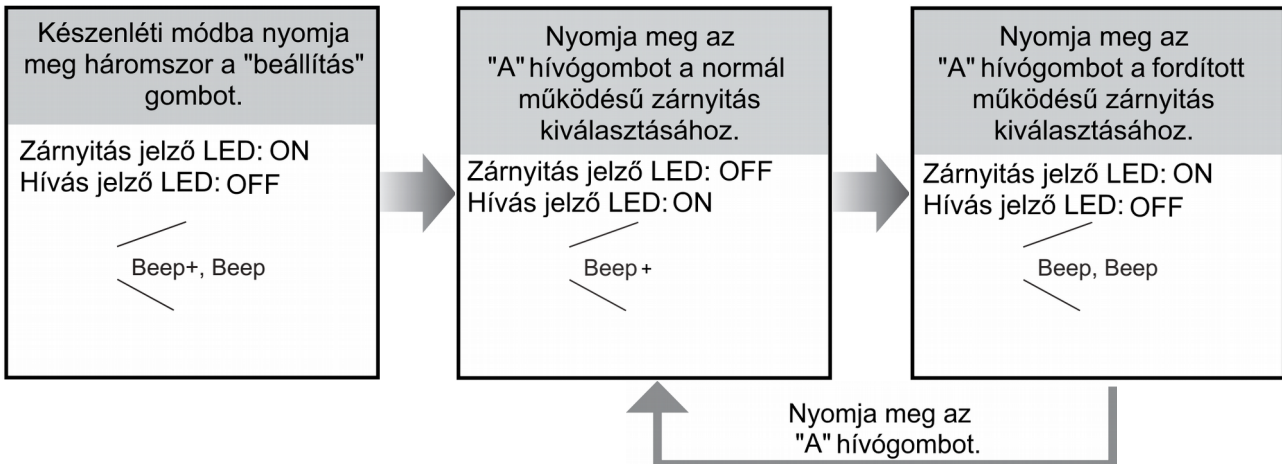 Készenléti módba nyomja
meg háromszor a "beállítás"
gombot.
Zárnyitás jelző LED: ON
Hívás jelző LED: OFF
Beep+, Beep
Nyomja meg az
"A" hívógombot a normál
működésű zárnyitás
kiválasztásához.
Zárnyitás jelző LED: OFF
Hívás jelző LED: ON
Beep +
Nyomja meg az
"A" hívógombot a fordított
működésű zárnyitás
kiválasztásához.
Zárnyitás jelző LED: ON
Hívás jelző LED: OFF
Beep, Beep
Nyomja meg az
"A" hívógombot.